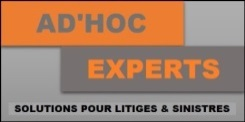 AD'HOC
EXPERTS
SOLUTIONS POUR LITIGES & SINISTRES